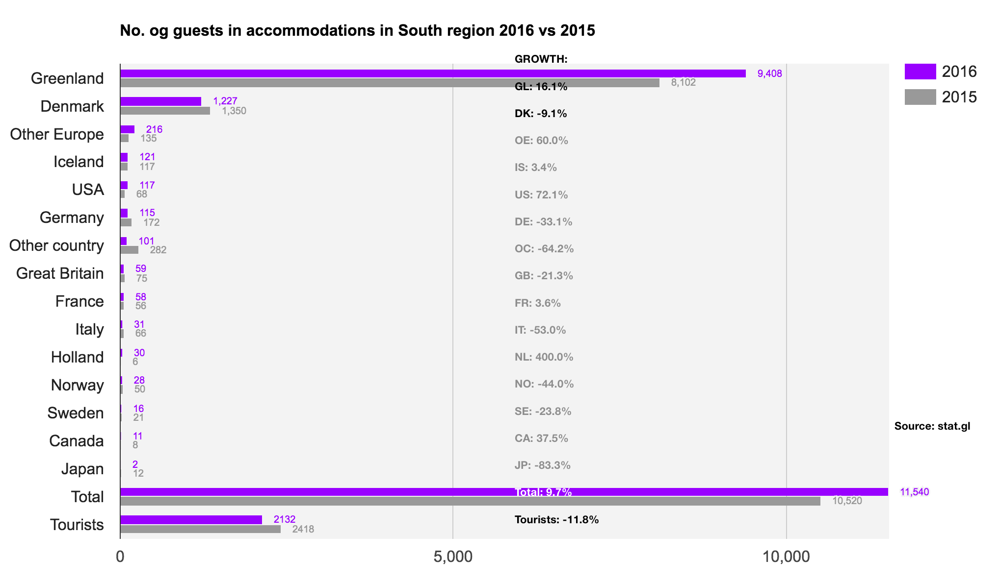 No. og guests in accommodations in South region 2016 vs 2015
GROWTH:
2016
2015
Greenland 9,408
8,102
GL: 16.1%
Denmark 1,227
1,350
DK: -9.1%
Other Europe 216
135
OE: 60.0%
Iceland 121
117
IS: 3.4%
USA 117
68
US: 72.1%
Germany 115
172
DE: -33.1%
Other country 101
282
OC: -64.2%
Great Britain 59
75
GB: -21.3%
France 58
56
FR: 3.6%
Italy 31
66
IT: -53.0%
Holland 30
6
NL: 400.0%
Norway 28
50
NO: -44.0%
Sweden 16
21
SE: -23.8%
Source: stat.gl
Canada 11
8
CA: 37.5%
Japan 2
12
JP: -83.3%
Total Total: 9.7% 11,540
10,520
Tourists 2132
2418
Tourists: -11.8%
0 5,000 10,000